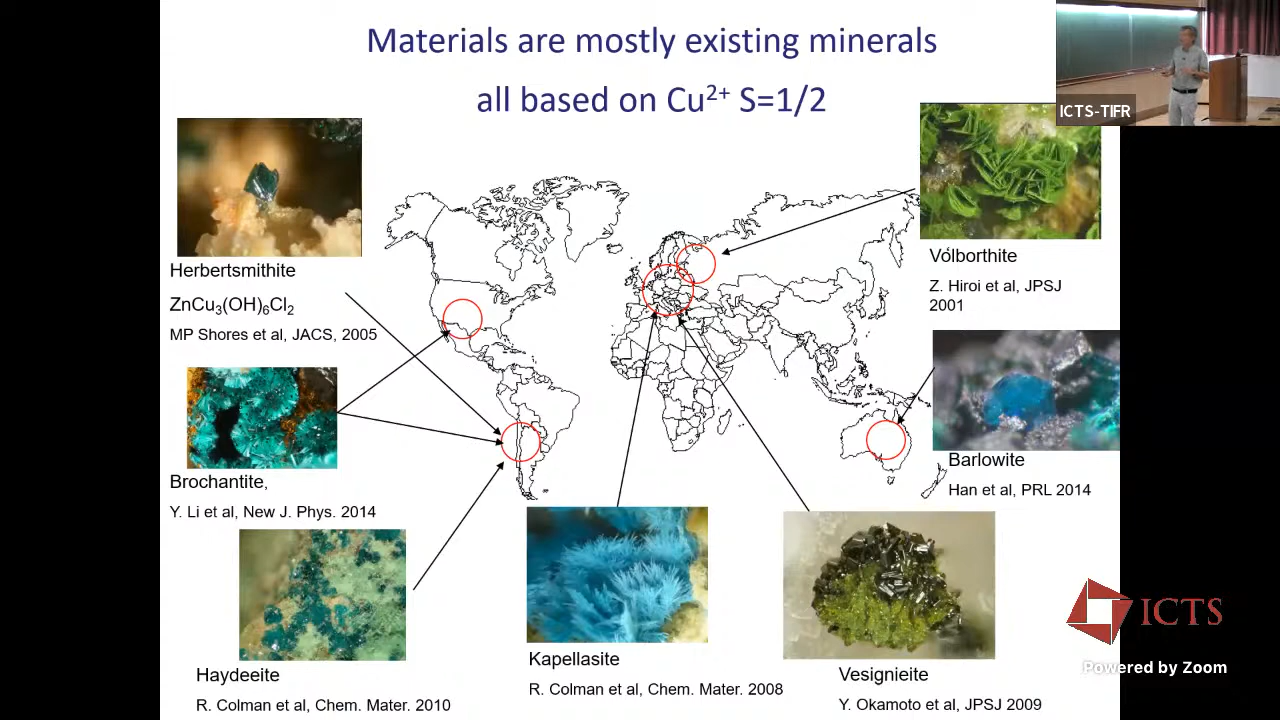 Materials are mostly existing minerals
all based on Cu²⁺ S=1/2
ICTS-TIFR
Herbertsmithite
ZnCu₃(OH)₆Cl₂
MP Shores et al, JACS, 2005
Vólborthite
Z. Hiroi et al, JPSJ
2001
Brochantite,
Y. Li et al, New J. Phys. 2014
Barlowite
Han et al, PRL 2014
Haydeeite
R. Colman et al, Chem. Mater. 2010
Kapellasite
R. Colman et al, Chem. Mater. 2008
Vesignieite
Y. Okamoto et al, JPSJ 2009
ICTS
Powered by Zoom